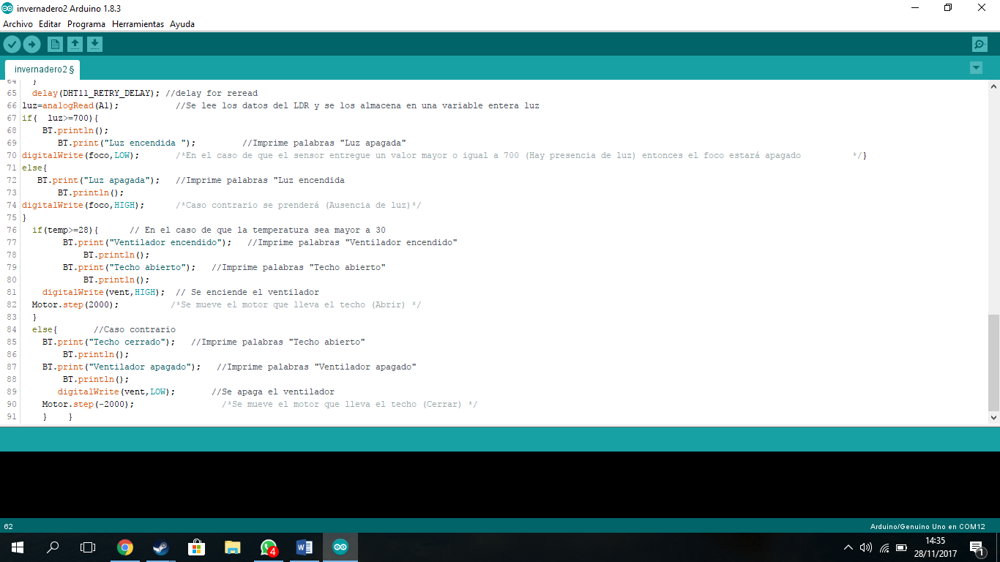 invernadero2 Arduino 1.8.3
Archivo Editar Programa Herramientas Ayuda
invernadero2 §
64   }
65   delay(DHT11_RETRY_DELAY); //delay for reread
66 luz=analogRead(A1);           //Se lee los datos del LDR y se los almacena en una variable entera luz
67 if(  luz>=700){
68     BT.println();
69        BT.print("Luz encendida ");         //Imprime palabras "Luz apagada"
70 digitalWrite(foco,LOW);       /*En el caso de que el sensor entregue un valor mayor o igual a 700 (Hay presencia de luz) entonces el foco estará apagado          */}
71 else{
72    BT.print("Luz apagada");   //Imprime palabras "Luz encendida
73        BT.println();
74 digitalWrite(foco,HIGH);      /*Caso contrario se prenderá (Ausencia de luz)*/
75 }
76   if(temp>=28){      // En el caso de que la temperatura sea mayor a 30
77         BT.print("Ventilador encendido");   //Imprime palabras "Ventilador encendido"
78             BT.println();
79         BT.print("Techo abierto");   //Imprime palabras "Techo abierto"
80             BT.println();
81     digitalWrite(vent,HIGH);  // Se enciende el ventilador
82   Motor.step(2000);          /*Se mueve el motor que lleva el techo (Abrir) */
83   }
84   else{       //Caso contrario
85     BT.print("Techo cerrado");   //Imprime palabras "Techo abierto"
86         BT.println();
87     BT.print("Ventilador apagado");   //Imprime palabras "Ventilador apagado"
88         BT.println();
89        digitalWrite(vent,LOW);       //Se apaga el ventilador
90     Motor.step(-2000);                 /*Se mueve el motor que lleva el techo (Cerrar) */
91     }    }
62 Arduino/Genuino Uno en COM12
4
14:35
28/11/2017
1